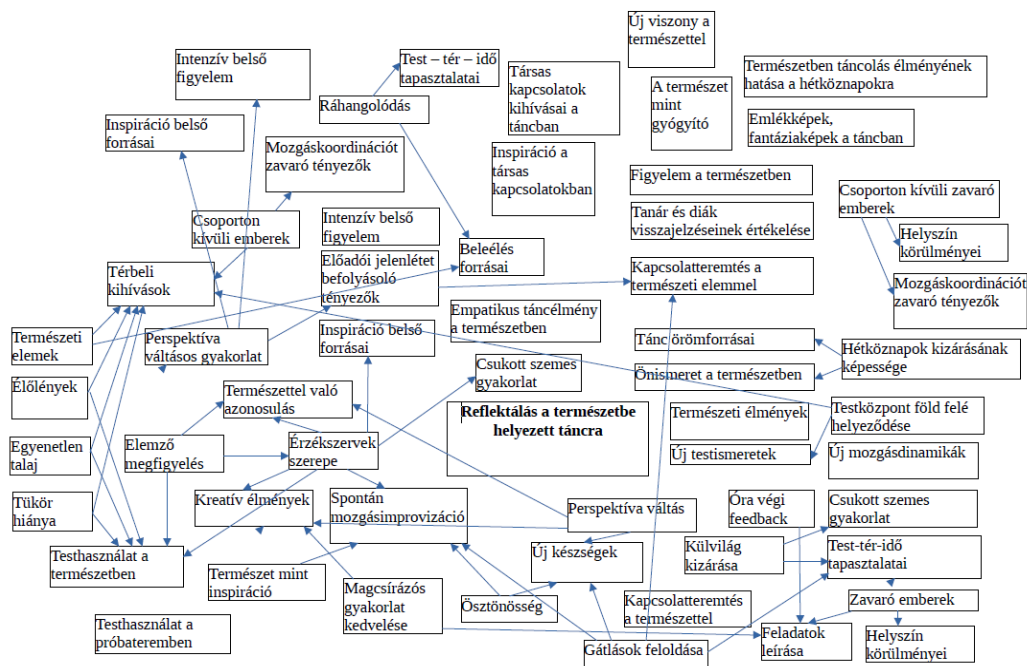 Új viszony a
természettel
Intenzív belső
figyelem
Test – tér – idő
tapasztalatai
Társas
kapcsolatok
kihívásai a
táncban
Természetben táncolás élményének
hatása a hétköznapokra
A természet
mint
gyógyító
Ráhangolódás
Emlékképek,
fantáziaképek a táncban
Inspiráció belső
forrásai
Mozgáskoordinációt
zavaró tényezők
Inspiráció a
társas
kapcsolatokban
Figyelem a természetben
Csoporton kívüli zavaró
emberek
Csoporton
kívüli emberek
Intenzív belső
figyelem
Tanár és diák
visszajelzéseinek értékelése
Helyszín
körülményei
Beleélés
forrásai
Előadói jelenlétet
befolyásoló
tényezők
Térbeli
kihívások
Kapcsolatteremtés a
természeti elemmel
Mozgáskoordinációt
zavaró tényezők
Empatikus táncélmény
a természetben
Természeti
elemek
Perspektíva
váltásos gyakorlat
Inspiráció belső
forrásai
Tánc örömforrásai
Hétköznapok kizárásának
képessége
Csukott szemes
gyakorlat
Önismeret a természetben
Élőlények
Természettel való
azonosulás
Reflektálás a természetbe
helyezett táncra
Természeti élmények
Testközpont föld felé
helyeződése
Egyenetlen
talaj
Elemző
megfigyelés
Érzékszervek
szerepe
Új testismeretek
Új mozgásdinamikák
Tükör
hiánya
Kreatív élmények
Spontán
mozgásimprovizáció
Perspektíva váltás
Óra végi
feedback
Csukott szemes
gyakorlat
Testhasználat a
természetben
Új készségek
Külvilág
kizárása
Test-tér-idő
tapasztalatai
Természet mint
inspiráció
Magcsírázós
gyakorlat
kedvelése
Ösztönösség
Kapcsolatteremtés
a természettel
Zavaró emberek
Testhasználat a
próbateremben
Gátlások feloldása
Feladatok
leírása
Helyszín
körülményei